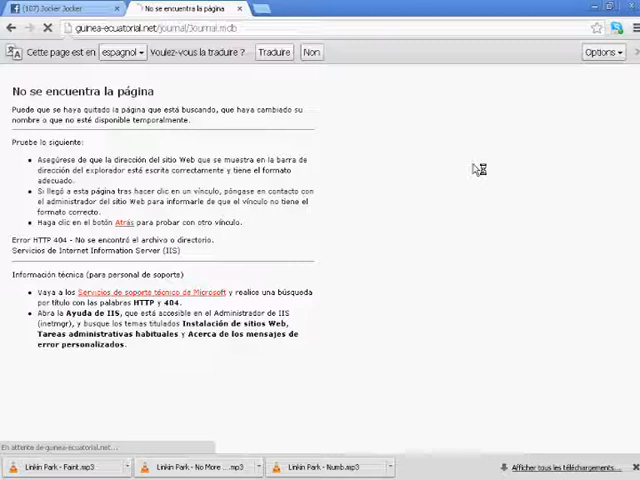 (107) Jocier Jocker
No se encuentra la página
guinea-ecuatorial.net/journal/Journal.mdb
Cette page est en espagnol Voulez-vous la traduire ? Traduire Non Options
No se encuentra la página
Puede que se haya quitado la página que está buscando, que haya cambiado su
nombre o que no esté disponible temporalmente.
Pruebe lo siguiente:
Asegúrese de que la dirección del sitio Web que se muestra en la barra de
dirección del explorador está escrita correctamente y tiene el formato
adecuado.
Si llegó a esta página tras hacer clic en un vínculo, póngase en contacto con
el administrador del sitio Web para informarle de que el vínculo no tiene el
formato correcto.
Haga clic en el botón Atrás para probar con otro vínculo.
Error HTTP 404 - No se encontró el archivo o directorio.
Servicios de Internet Information Server (IIS)
Información técnica (para personal de soporte)
Vaya a los Servicios de soporte técnico de Microsoft y realice una búsqueda
por título con las palabras HTTP y 404.
Abra la Ayuda de IIS, que está accesible en el Administrador de IIS
(inetmgr), y busque los temas titulados Instalación de sitios Web,
Tareas administrativas habituales y Acerca de los mensajes de
error personalizados.
En attente de guinea-ecuatorial.net...
Linkin Park - Faint.mp3
Linkin Park - No More ....mp3
Linkin Park - Numb.mp3
Afficher tous les téléchargements...